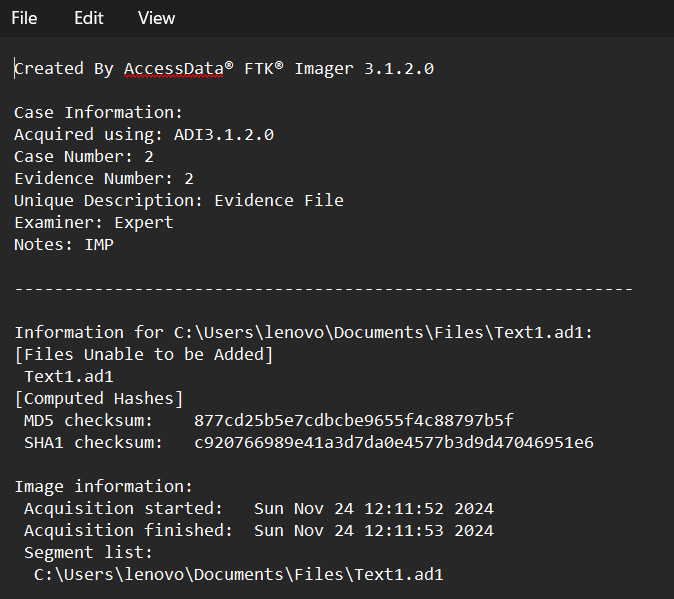 File Edit View
Created By AccessData® FTK® Imager 3.1.2.0
Case Information:
Acquired using: ADI3.1.2.0
Case Number: 2
Evidence Number: 2
Unique Description: Evidence File
Examiner: Expert
Notes: IMP
--------------------------------------------------------------
Information for C:\Users\lenovo\Documents\Files\Text1.ad1:
[Files Unable to be Added]
Text1.ad1
[Computed Hashes]
MD5 checksum: 877cd25b5e7cdbcbe9655f4c88797b5f
SHA1 checksum: c920766989e41a3d7da0e4577b3d9d47046951e6
Image information:
Acquisition started: Sun Nov 24 12:11:52 2024
Acquisition finished: Sun Nov 24 12:11:53 2024
Segment list:
C:\Users\lenovo\Documents\Files\Text1.ad1